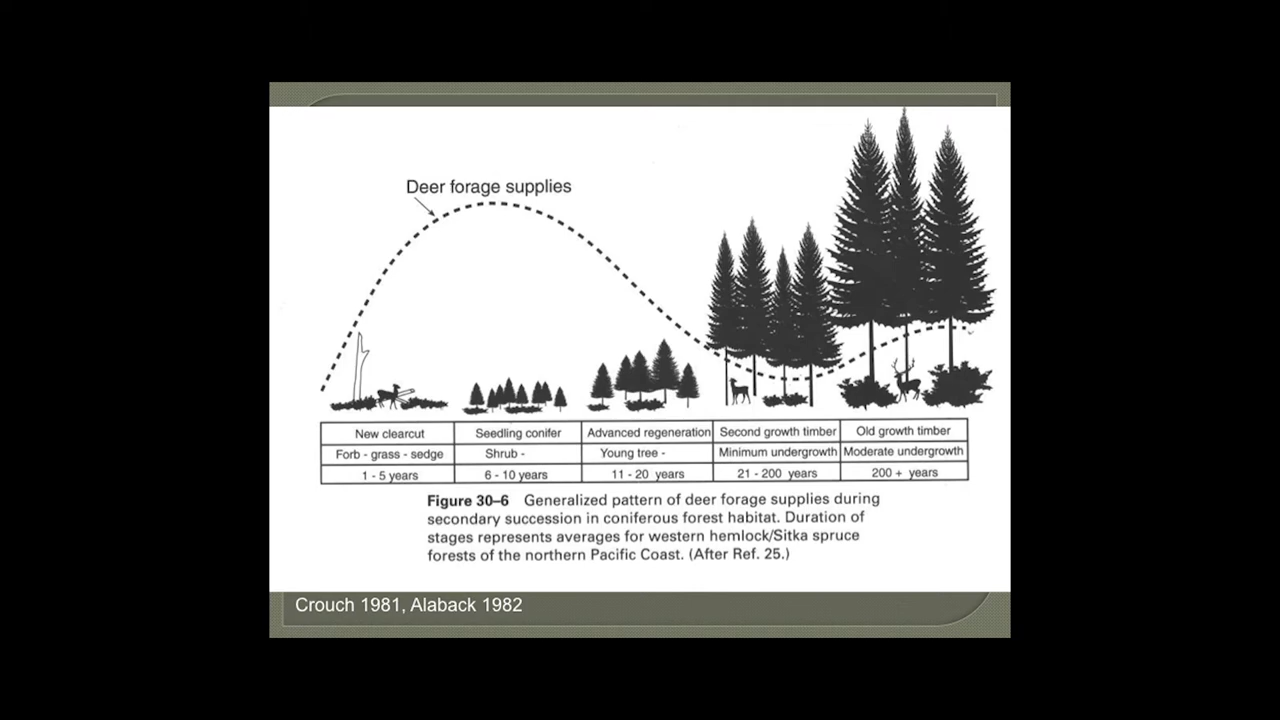 Deer forage supplies
New clearcut Seedling conifer Advanced regeneration Second growth timber Old growth timber
Forb - grass - sedge Shrub - Young tree - Minimum undergrowth Moderate undergrowth
1 - 5 years 6 - 10 years 11 - 20 years 21 - 200 years 200 + years
Figure 30–6 Generalized pattern of deer forage supplies during
secondary succession in coniferous forest habitat. Duration of
stages represents averages for western hemlock/Sitka spruce
forests of the northern Pacific Coast. (After Ref. 25.)
Crouch 1981, Alaback 1982